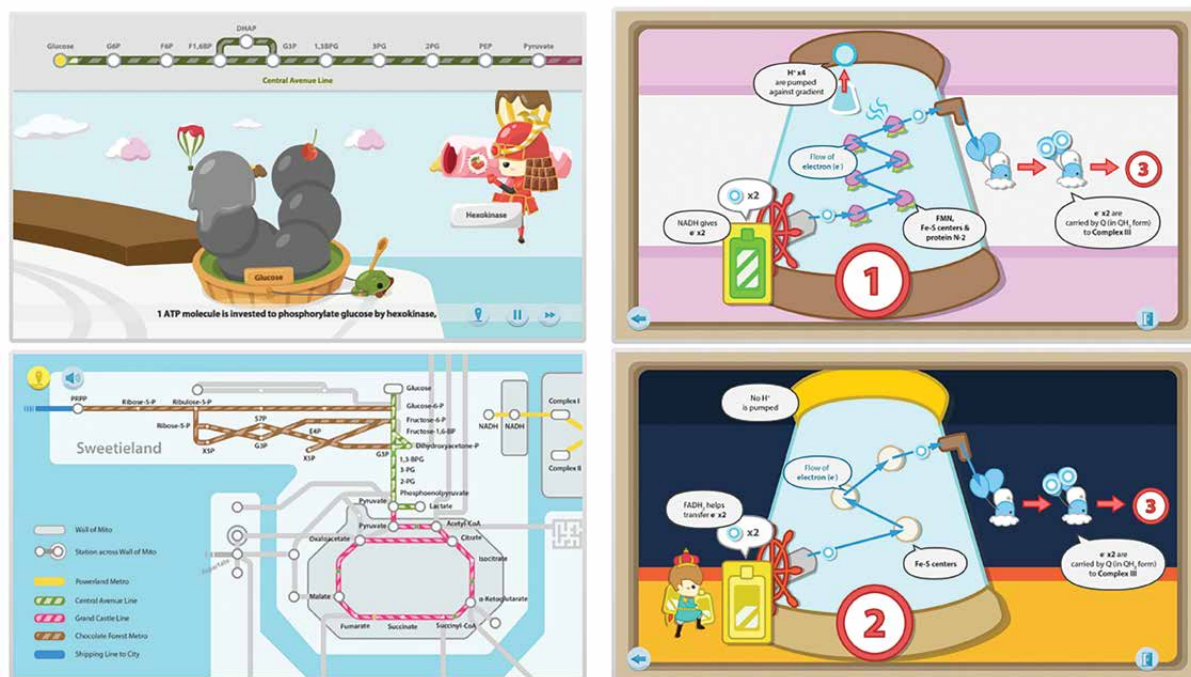 DHAP
Glucose
G6P
F6P
F1,6BP
G3P
1,3BPG
3PG
2PG
PEP
Pyruvate
Central Avenue Line
Hexokinase
Glucose
1 ATP molecule is invested to phosphorylate glucose by hexokinase,
H⁺ x4
are pumped
against gradient
Flow of
electron (e⁻)
x2
NADH gives
e⁻ x2
FMN,
Fe-S centers &
protein N-2
1
3
e⁻ x2 are
carried by Q (in QH₂ form)
to Complex III
PRPP
Ribose-5-P
Ribulose-5-P
Ribose-5-P
X5P
S7P
G3P
E4P
X5P
G3P
Sweetieland
Glucose
Glucose-6-P
Fructose-6-P
Fructose-1,6-BP
Dihydroxyacetone-P
1,3-BPG
3-PG
2-PG
Phosphoenolpyruvate
Pyruvate
Lactate
Pyruvate
Acetyl-CoA
Oxaloacetate
Citrate
Isocitrate
Malate
α-Ketoglutarate
Fumarate
Succinate
Succinyl-CoA
NADH
NADH
Complex I
Complex II
Wall of Mito
Station across Wall of Mito
Powerland Metro
Central Avenue Line
Grand Castle Line
Chocolate Forest Metro
Shipping Line to City
No H⁺
is pumped
Flow of
electron (e⁻)
FADH₂ helps
transfer e⁻ x2
x2
Fe-S centers
2
3
e⁻ x2 are
carried by Q (in QH₂ form)
to Complex III